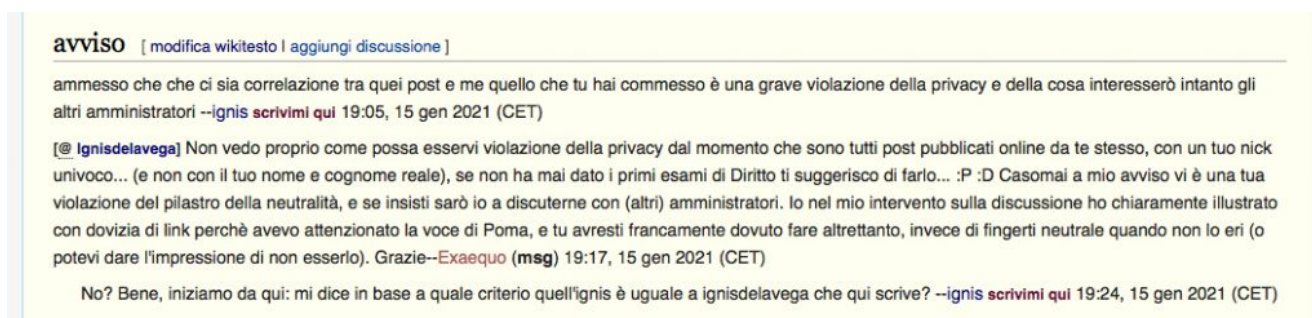 avviso [ modifica wikitesto | aggiungi discussione ]
ammesso che che ci sia correlazione tra quei post e me quello che tu hai commesso è una grave violazione della privacy e della cosa interesserò intanto gli
altri amministratori --ignis scrivimi qui 19:05, 15 gen 2021 (CET)
[@ Ignisdelavega] Non vedo proprio come possa esservi violazione della privacy dal momento che sono tutti post pubblicati online da te stesso, con un tuo nick
univoco... (e non con il tuo nome e cognome reale), se non ha mai dato i primi esami di Diritto ti suggerisco di farlo... :P :D Casomai a mio avviso vi è una tua
violazione del pilastro della neutralità, e se insisti sarò io a discuterne con (altri) amministratori. Io nel mio intervento sulla discussione ho chiaramente illustrato
con dovizia di link perchè avevo attenzionato la voce di Poma, e tu avresti francamente dovuto fare altrettanto, invece di fingerti neutrale quando non lo eri (o
potevi dare l'impressione di non esserlo). Grazie--Exaequo (msg) 19:17, 15 gen 2021 (CET)
No? Bene, iniziamo da qui: mi dice in base a quale criterio quell'ignis è uguale a ignisdelavega che qui scrive? --ignis scrivimi qui 19:24, 15 gen 2021 (CET)